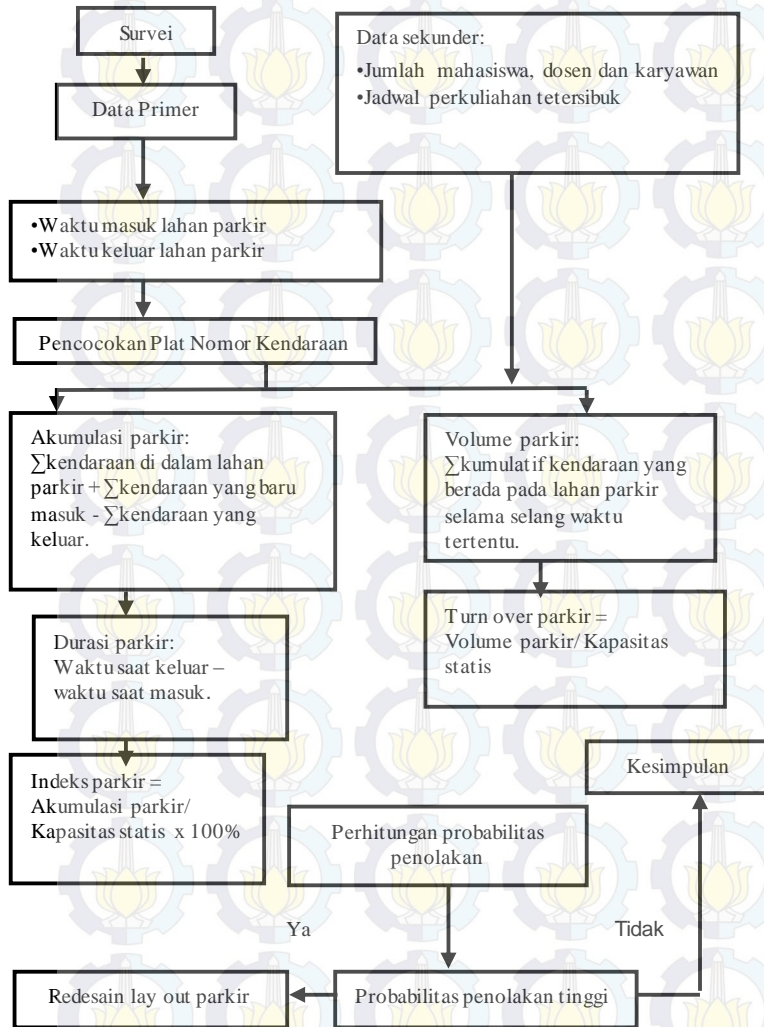 Survei
Data Primer
Data sekunder:
•Jumlah mahasiswa, dosen dan karyawan
•Jadwal perkuliahan tetersibuk
•Waktu masuk lahan parkir
•Waktu keluar lahan parkir
Pencocokan Plat Nomor Kendaraan
Akumulasi parkir:
∑kendaraan di dalam lahan
parkir + ∑kendaraan yang baru
masuk - ∑kendaraan yang
keluar.
Volume parkir:
∑kumulatif kendaraan yang
berada pada lahan parkir
selama selang waktu
tertentu.
Durasi parkir:
Waktu saat keluar –
waktu saat masuk.
Turn over parkir =
Volume parkir/ Kapasitas
statis
Indeks parkir =
Akumulasi parkir/
Kapasitas statis x 100%
Perhitungan probabilitas
penolakan
Kesimpulan
Ya
Tidak
Redesain lay out parkir
Probabilitas penolakan tinggi